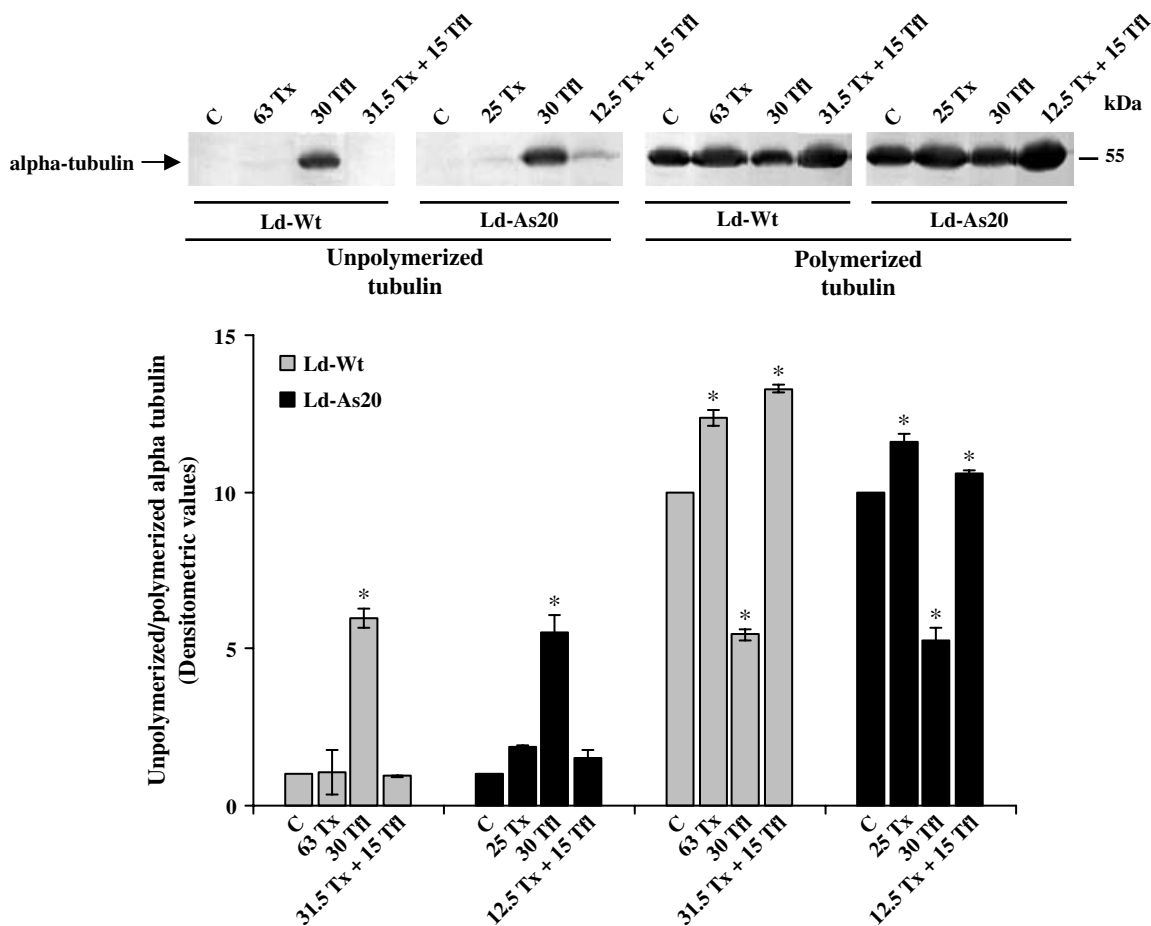 C 63 Tx 30 Tfl 31.5 Tx + 15 Tfl C 25 Tx 30 Tfl 12.5 Tx + 15 Tfl C 63 Tx 30 Tfl 31.5 Tx + 15 Tfl C 25 Tx 30 Tfl 12.5 Tx + 15 Tfl kDa
alpha-tubulin 55
Ld-Wt Ld-As20 Ld-Wt Ld-As20
Unpolymerized
tubulin
Polymerized
tubulin
Unpolymerized/polymerized alpha tubulin
(Densitometric values)
15
10
5
0
Ld-Wt
Ld-As20
*
*
*
*
*
*
*
*
C 63 Tx 30 Tfl 31.5 Tx + 15 Tfl C 25 Tx 30 Tfl 12.5 Tx + 15 Tfl C 63 Tx 30 Tfl 31.5 Tx + 15 Tfl C 25 Tx 30 Tfl 12.5 Tx + 15 Tfl